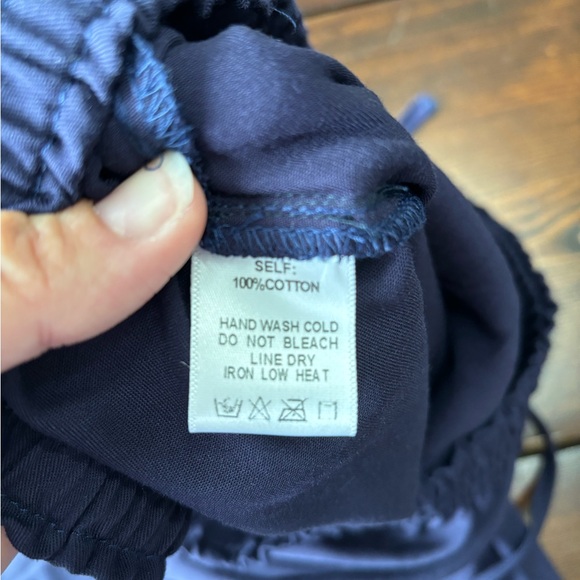 SELF:
100%COTTON
HAND WASH COLD
DO NOT BLEACH
LINE DRY
IRON LOW HEAT